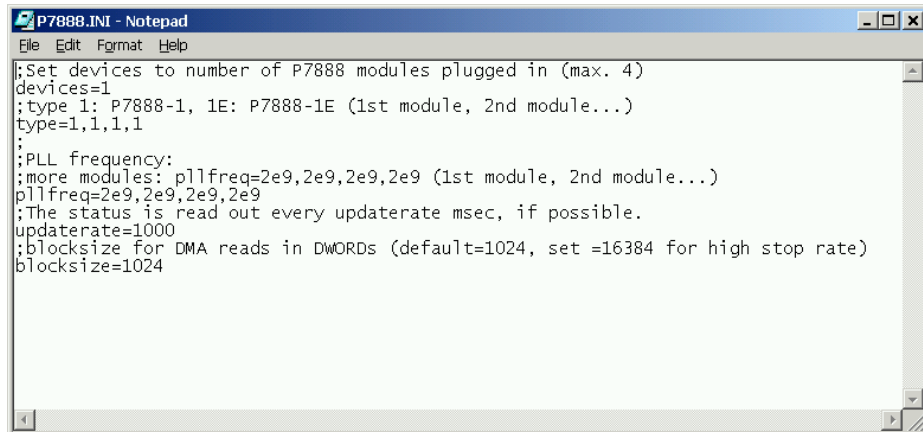 P7888.INI - Notepad
File Edit Format Help
;Set devices to number of P7888 modules plugged in (max. 4)
devices=1
;type 1: P7888-1, 1E: P7888-1E (1st module, 2nd module...)
type=1,1,1,1
;
;PLL frequency:
;more modules: pllfreq=2e9,2e9,2e9,2e9 (1st module, 2nd module...)
pllfreq=2e9,2e9,2e9,2e9
;The status is read out every updaterate msec, if possible.
updaterate=1000
;blocksize for DMA reads in DWORDs (default=1024, set =16384 for high stop rate)
blocksize=1024